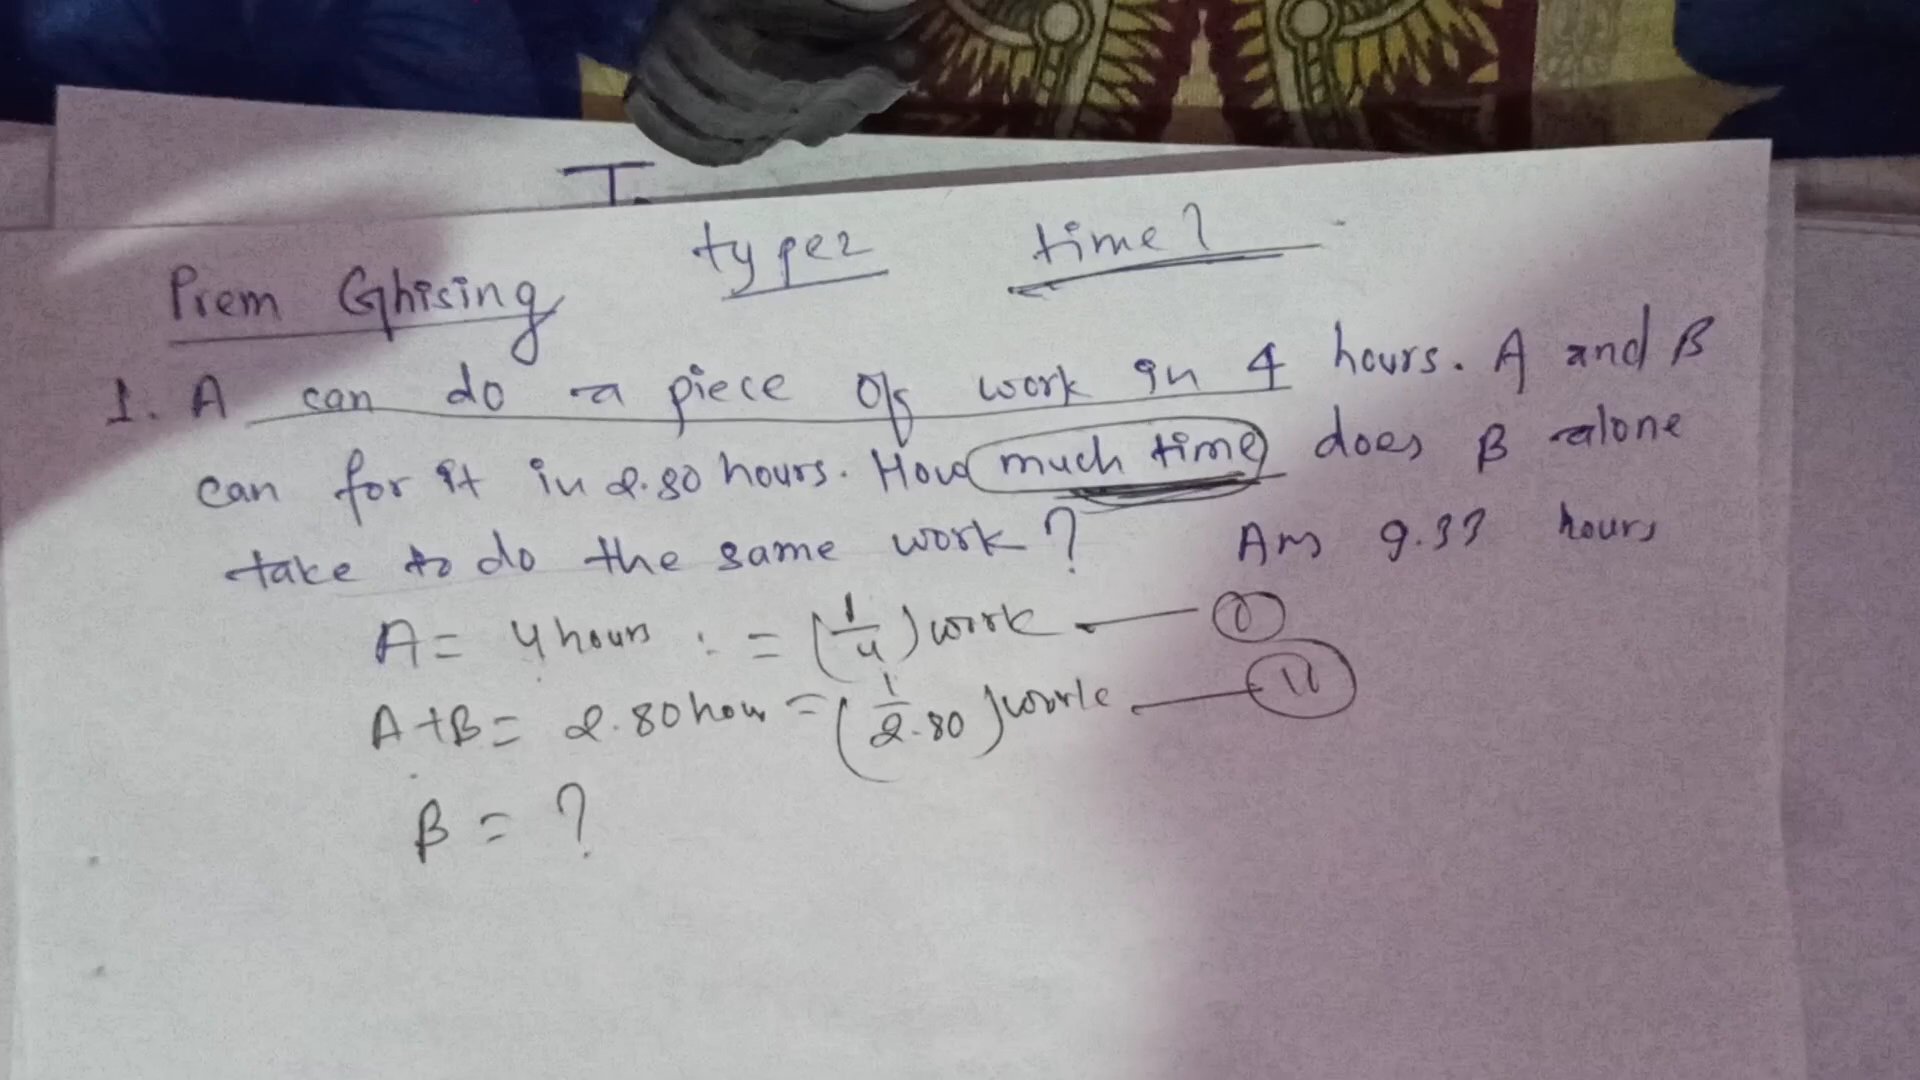 T
type2 time?
Prem Ghising
1. A can do a piece of work in 4 hours. A and B
can for it in 2.80 hours. How much time does B alone
take to do the same work? Ans 9.33 hours
A = 4 hours : = (1/4) work — I
A+B = 2.80 hour = (1/2.80) work — II
B = ?